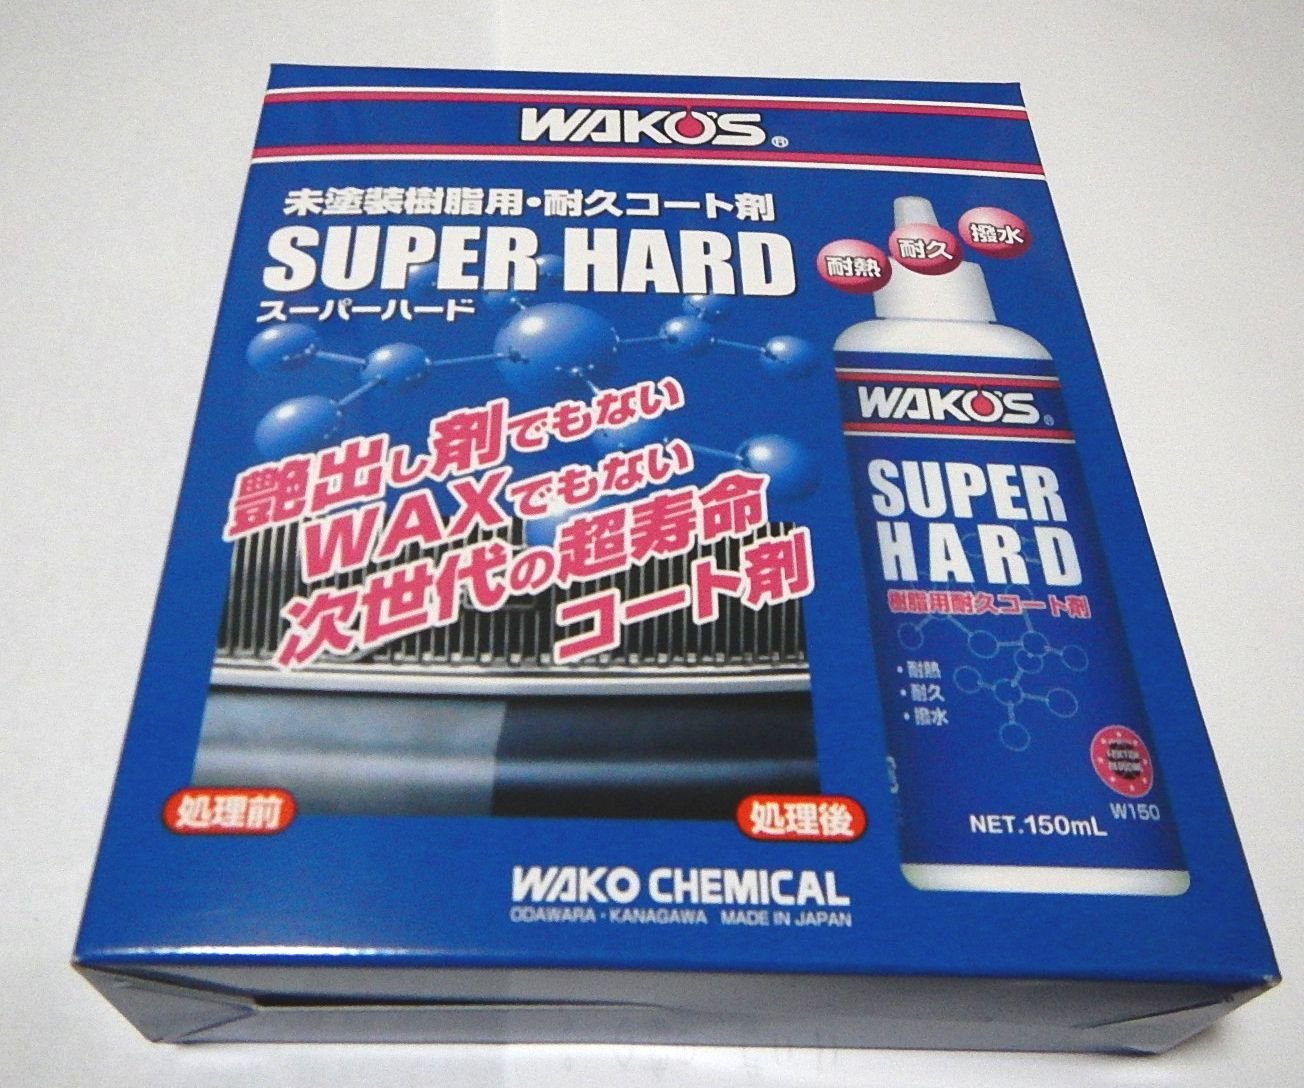 WAKO'S®
未塗装樹脂用・耐久コート剤
SUPER HARD
スーパーハード
耐熱
耐久
撥水
艶出し剤でもない
WAXでもない
次世代の超寿命
コート剤
処理前
処理後
WAKO CHEMICAL
ODAWARA・KANAGAWA MADE IN JAPAN
WAKO'S®
SUPER
HARD
樹脂用耐久コート剤
・耐熱
・耐久
・撥水
W150
NET.150mL